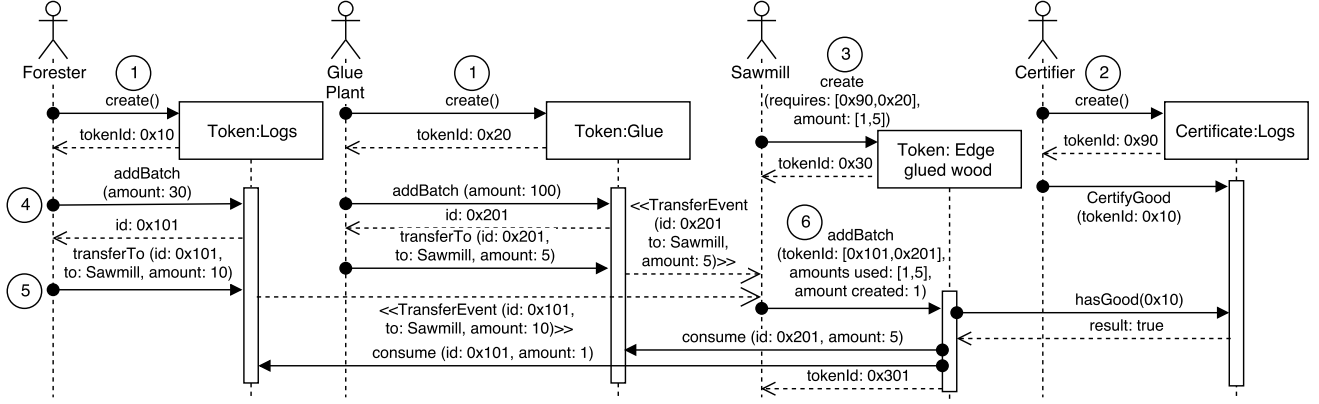 Forester
1
create()
Token:Logs
tokenId: 0x10
addBatch
(amount: 30)
4
id: 0x101
transferTo (id: 0x101,
to: Sawmill, amount: 10)
5
Glue
Plant
1
create()
Token:Glue
tokenId: 0x20
addBatch (amount: 100)
id: 0x201
transferTo (id: 0x201,
to: Sawmill, amount: 5)
<<TransferEvent
(id: 0x201
to: Sawmill,
amount: 5)>>
<<TransferEvent (id: 0x101,
to: Sawmill, amount: 10)>>
consume (id: 0x101, amount: 1)
Sawmill
3
create
(requires: [0x90,0x20],
amount: [1,5])
Token: Edge
glued wood
tokenId: 0x30
6
addBatch
(tokenId: [0x101,0x201],
amounts used: [1,5],
amount created: 1)
consume (id: 0x201, amount: 5)
tokenId: 0x301
Certifier
2
create()
Certificate:Logs
tokenId: 0x90
CertifyGood
(tokenId: 0x10)
hasGood(0x10)
result: true